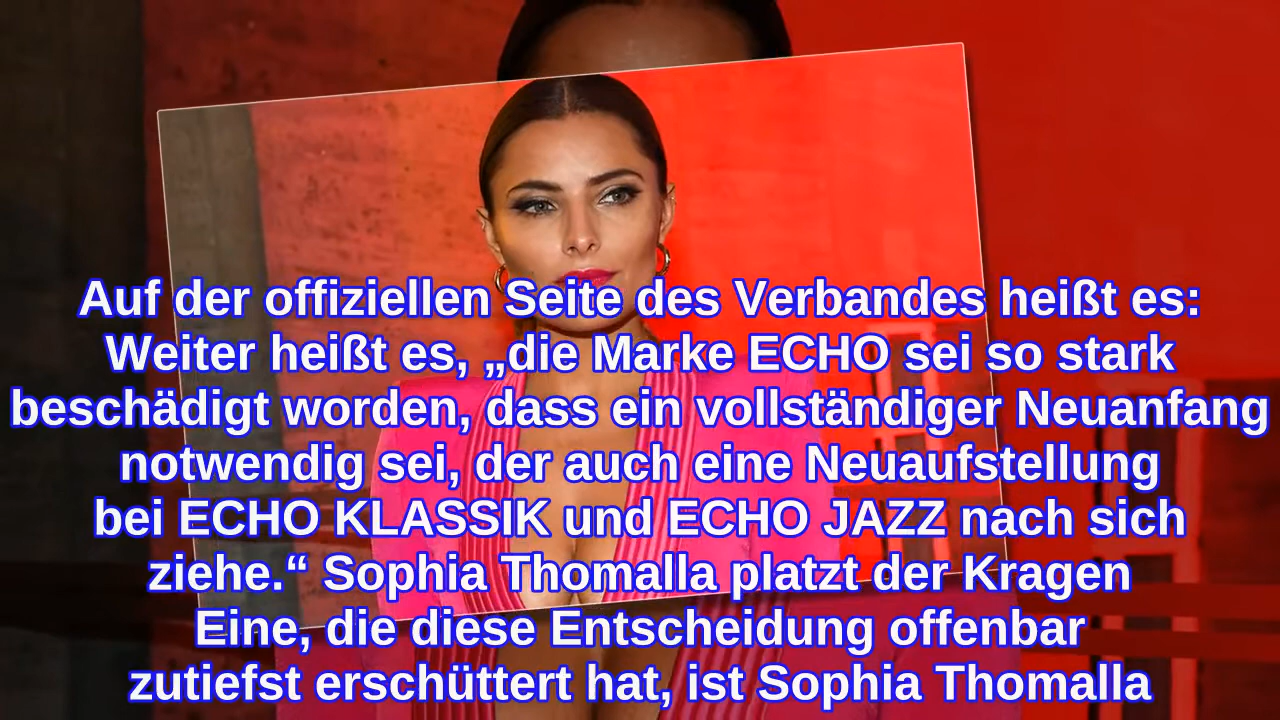 Auf der offiziellen Seite des Verbandes heißt es:
Weiter heißt es, „die Marke ECHO sei so stark
beschädigt worden, dass ein vollständiger Neuanfang
notwendig sei, der auch eine Neuaufstellung
bei ECHO KLASSIK und ECHO JAZZ nach sich
ziehe.“ Sophia Thomalla platzt der Kragen
Eine, die diese Entscheidung offenbar
zutiefst erschüttert hat, ist Sophia Thomalla